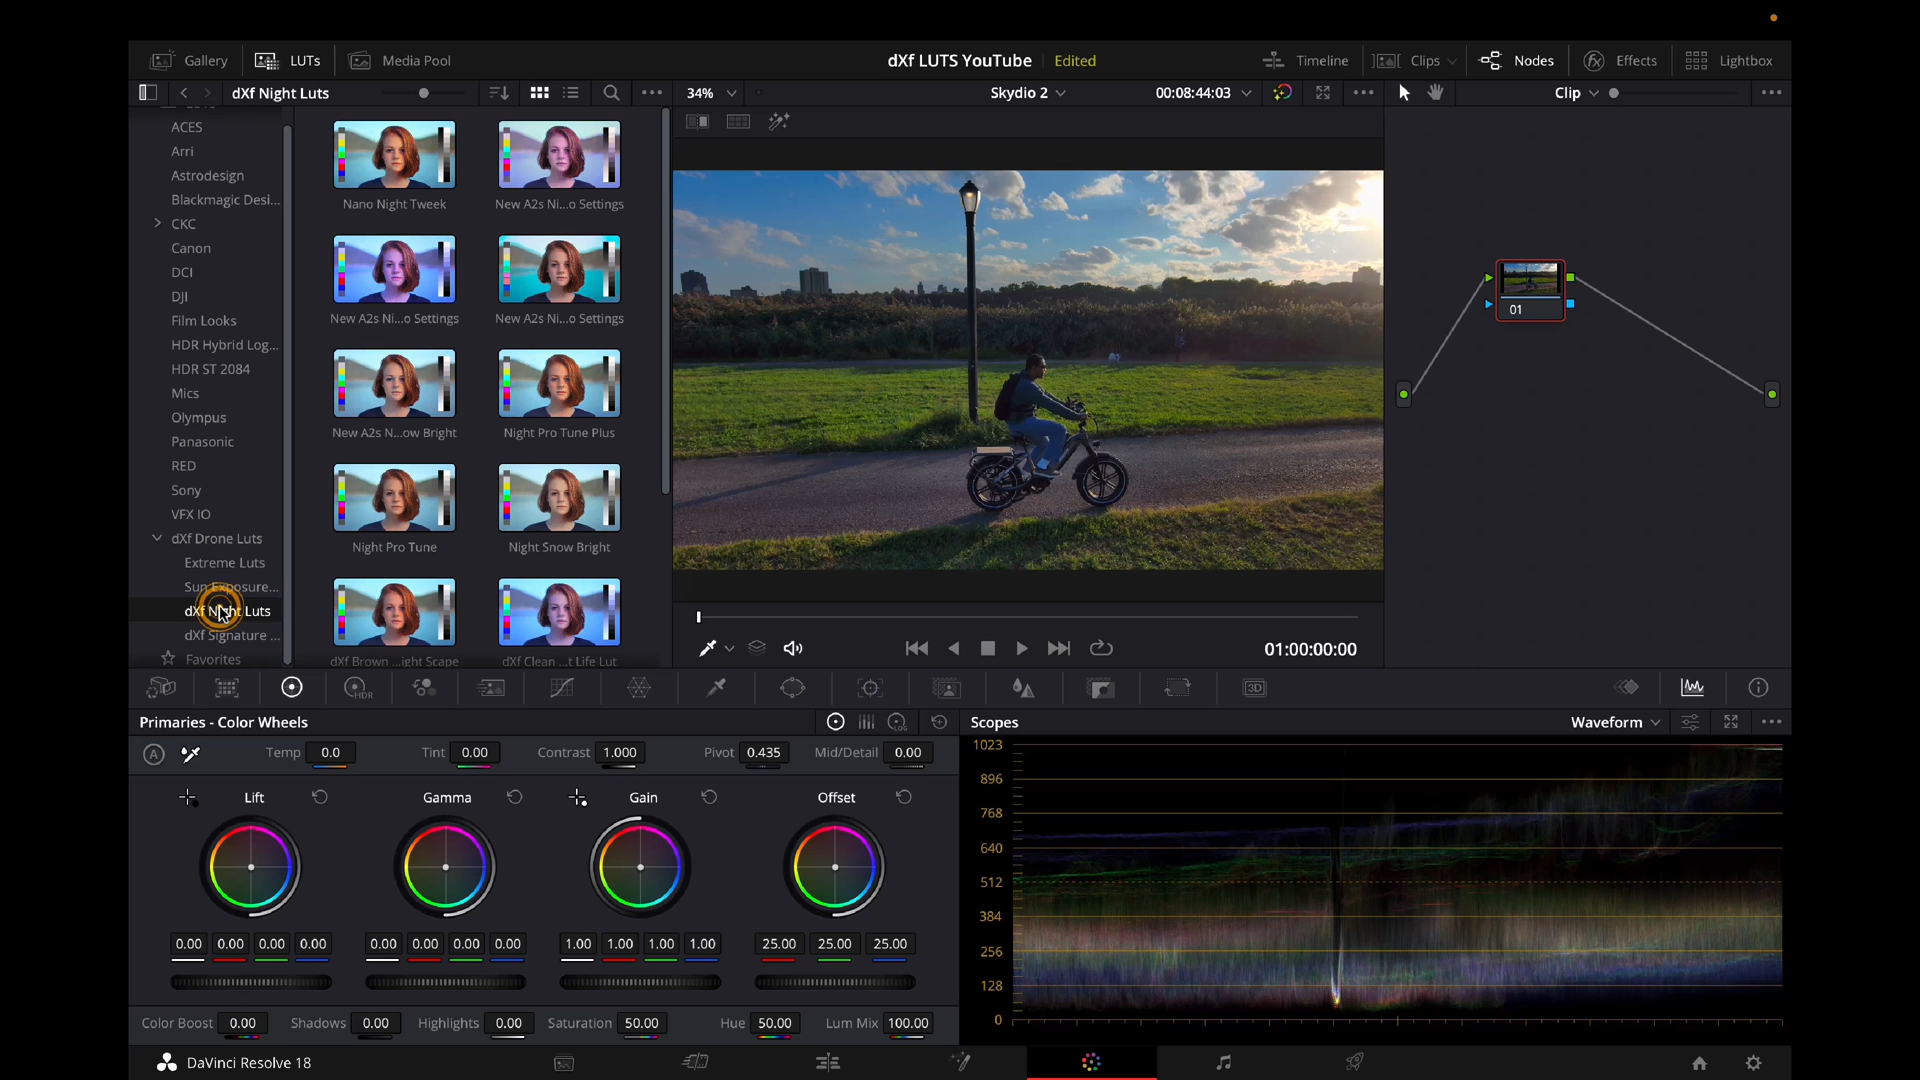 Gallery LUTs Media Pool dXf LUTS YouTube Edited Timeline Clips Nodes Effects Lightbox
dXf Night Luts 34% Skydio 2 00:08:44:03 Clip
ACES
Arri
Astrodesign
Blackmagic Desi...
CKC
Canon
DCI
DJI
Film Looks
HDR Hybrid Log...
HDR ST 2084
Mics
Olympus
Panasonic
RED
Sony
VFX IO
dXf Drone Luts
Extreme Luts
Sun Exposure...
dXf Night Luts
dXf Signature ...
Favorites
Nano Night Tweek New A2s Ni...o Settings
New A2s Ni...o Settings New A2s Ni...o Settings
New A2s N...ow Bright Night Pro Tune Plus
Night Pro Tune Night Snow Bright
dXf Brown ...ight Scape dXf Clean ...t Life Lut
01
01:00:00:00
HDR 3D
Primaries - Color Wheels LOG
A Temp 0.0 Tint 0.00 Contrast 1.000 Pivot 0.435 Mid/Detail 0.00
Lift Gamma Gain Offset
0.00 0.00 0.00 0.00 0.00 0.00 0.00 0.00 1.00 1.00 1.00 1.00 25.00 25.00 25.00
Color Boost 0.00 Shadows 0.00 Highlights 0.00 Saturation 50.00 Hue 50.00 Lum Mix 100.00
Scopes Waveform
1023
896
768
640
512
384
256
128
0
DaVinci Resolve 18